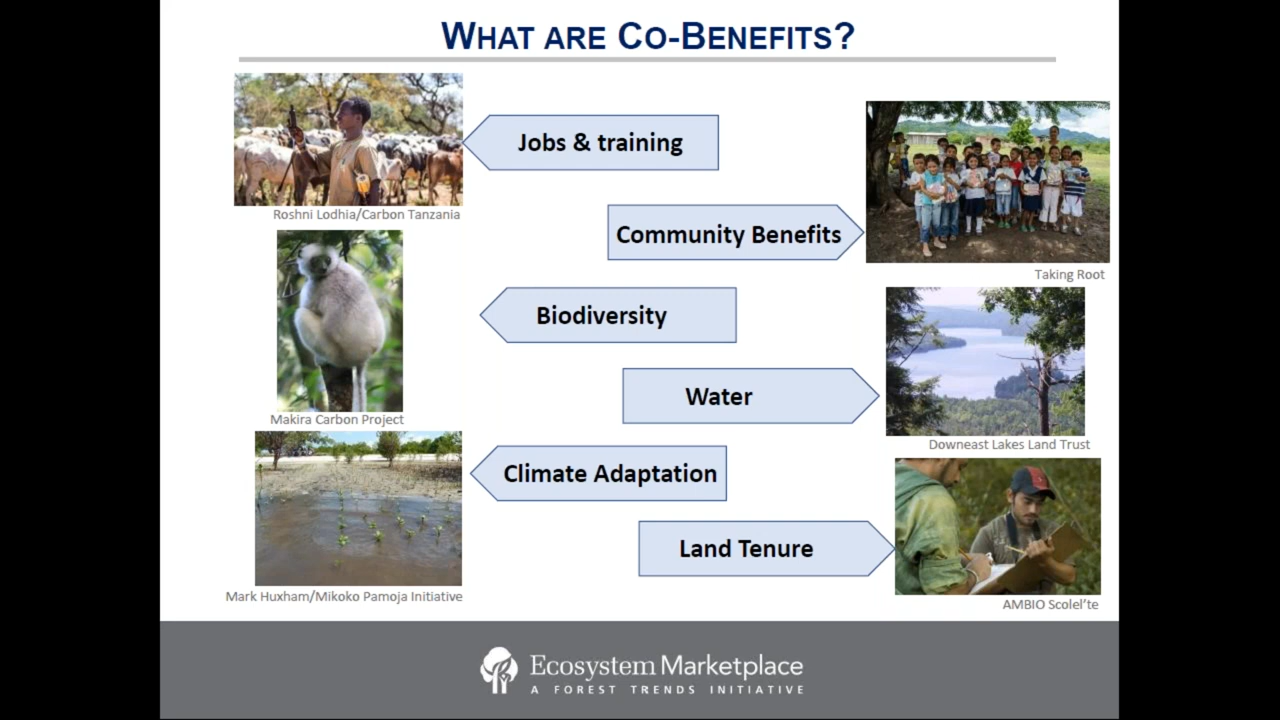 WHAT ARE CO-BENEFITS?
Jobs & training
Roshni Lodhia/Carbon Tanzania
Community Benefits
Taking Root
Biodiversity
Makira Carbon Project
Water
Downeast Lakes Land Trust
Climate Adaptation
Mark Huxham/Mikoko Pamoja Initiative
Land Tenure
AMBIO Scolel'te
Ecosystem Marketplace
A FOREST TRENDS INITIATIVE